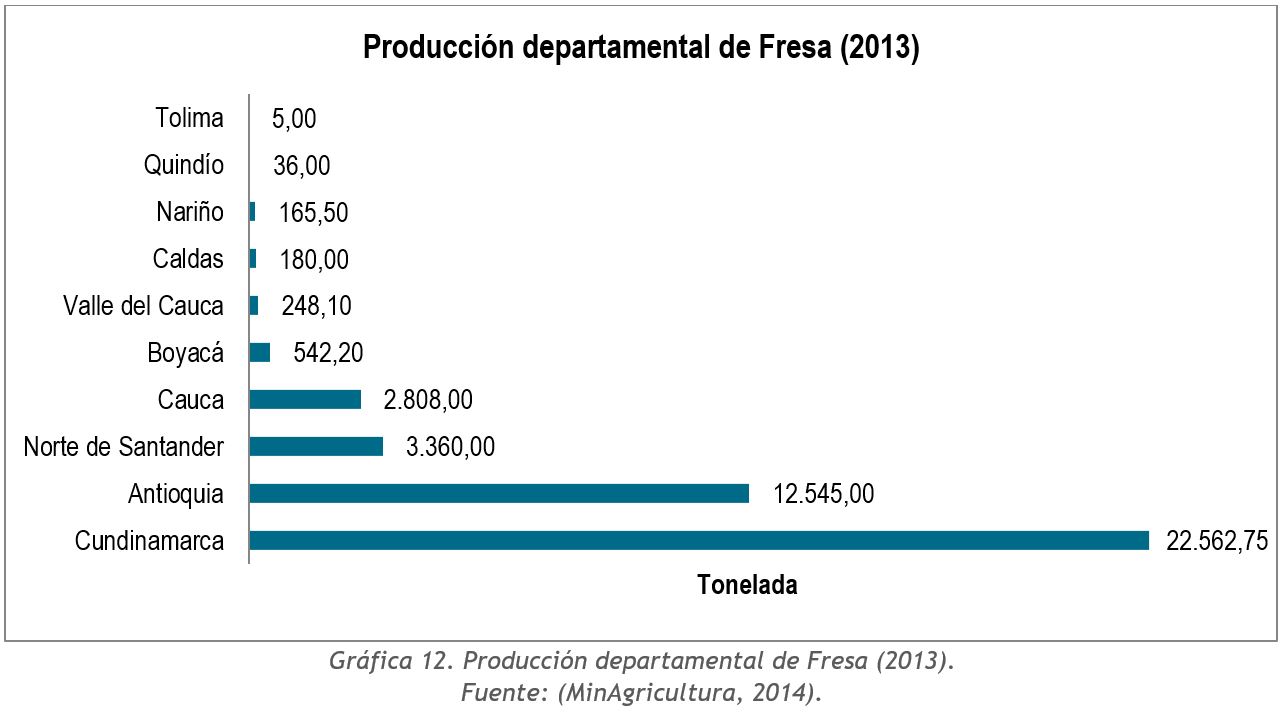 Producción departamental de Fresa (2013)
Tolima 5,00
Quindío 36,00
Nariño 165,50
Caldas 180,00
Valle del Cauca 248,10
Boyacá 542,20
Cauca 2.808,00
Norte de Santander 3.360,00
Antioquia 12.545,00
Cundinamarca 22.562,75
Tonelada
Gráfica 12. Producción departamental de Fresa (2013).
Fuente: (MinAgricultura, 2014).